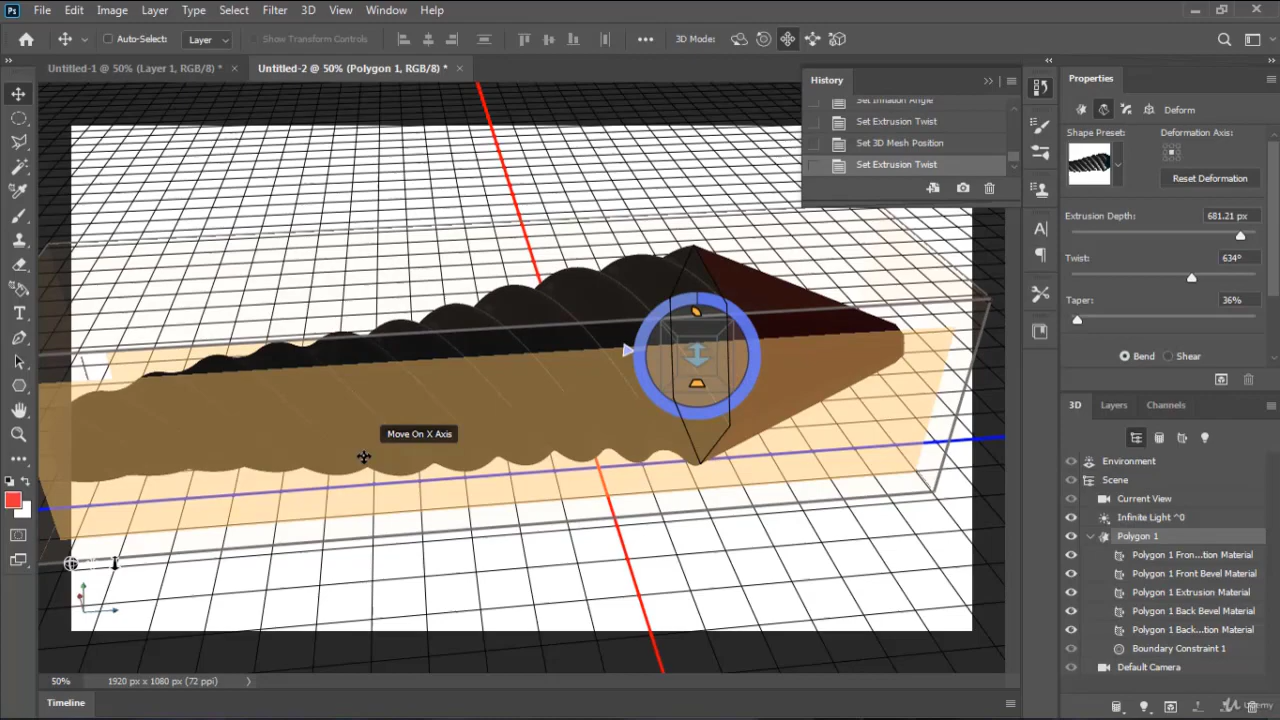 Ps File Edit Image Layer Type Select Filter 3D View Window Help
Auto-Select: Layer Show Transform Controls 3D Mode:
Untitled-1 @ 50% (Layer 1, RGB/8) * × Untitled-2 @ 50% (Polygon 1, RGB/8) * ×
History
Set Inflation Angle
Set Extrusion Twist
Set 3D Mesh Position
Set Extrusion Twist
Properties
Deform
Shape Preset: Deformation Axis:
Reset Deformation
Extrusion Depth: 681.21 px
Twist: 634°
Taper: 36%
Bend Shear
3D Layers Channels
Environment
Scene
Current View
Infinite Light ^0
Polygon 1
Polygon 1 Fron...tion Material
Polygon 1 Front Bevel Material
Polygon 1 Extrusion Material
Polygon 1 Back Bevel Material
Polygon 1 Back...tion Material
Boundary Constraint 1
Default Camera
Move On X Axis
50% 1920 px x 1080 px (72 ppi)
Timeline
Udemy